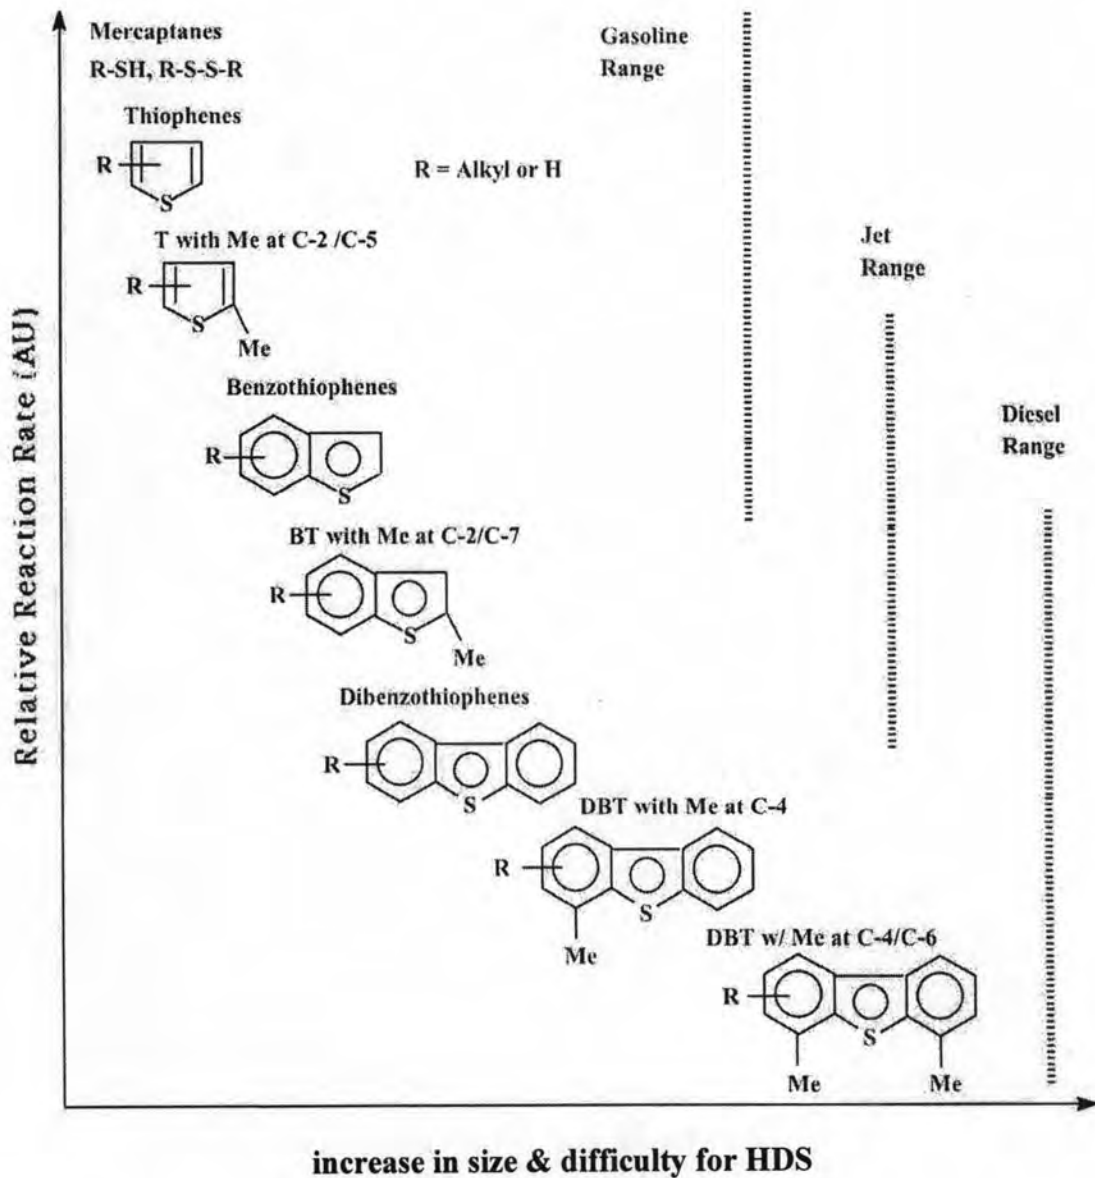 Mercaptanes
R-SH, R-S-S-R
Gasoline
Range
Thiophenes
R
S
R = Alkyl or H
T with Me at C-2 /C-5
R
S
Me
Jet
Range
Benzothiophenes
R
S
Diesel
Range
BT with Me at C-2/C-7
R
S
Me
Dibenzothiophenes
R
S
DBT with Me at C-4
R
S
Me
DBT w/ Me at C-4/C-6
R
S
Me Me
Relative Reaction Rate (AU)
increase in size & difficulty for HDS